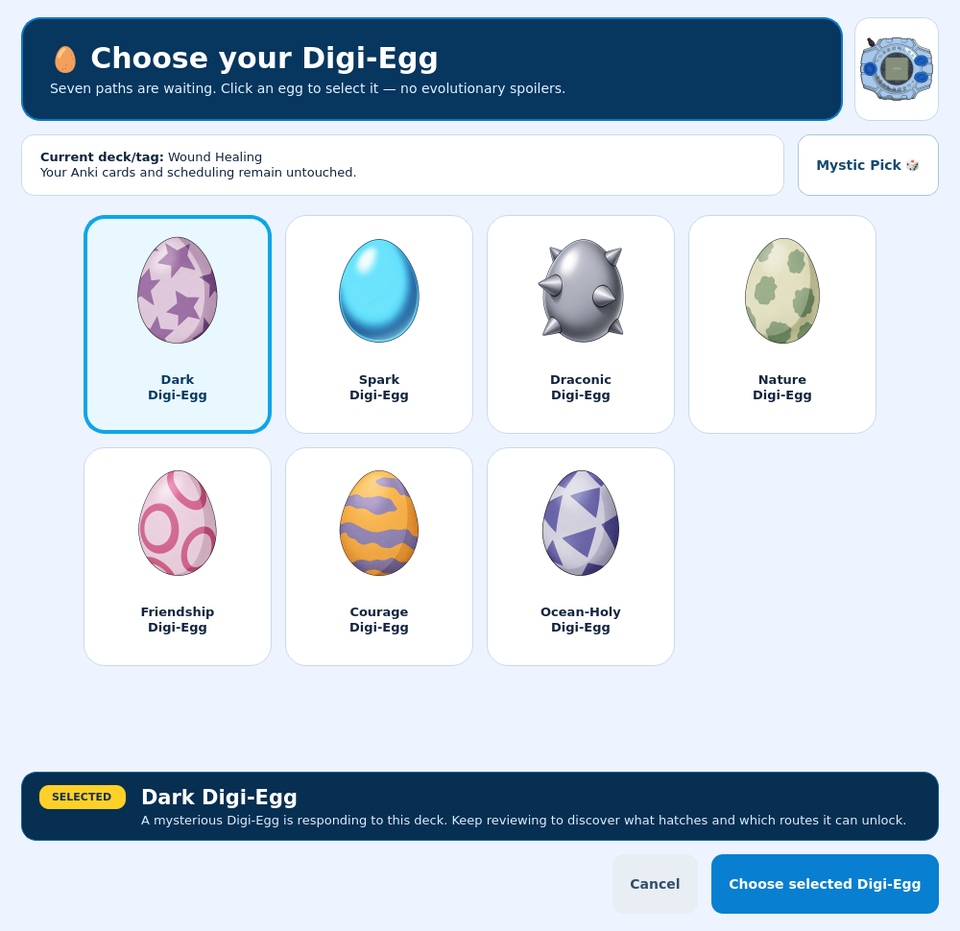 Choose your Digi-Egg
Seven paths are waiting. Click an egg to select it — no evolutionary spoilers.
Current deck/tag: Wound Healing
Your Anki cards and scheduling remain untouched.
Mystic Pick
Dark
Digi-Egg
Spark
Digi-Egg
Draconic
Digi-Egg
Nature
Digi-Egg
Friendship
Digi-Egg
Courage
Digi-Egg
Ocean-Holy
Digi-Egg
SELECTED
Dark Digi-Egg
A mysterious Digi-Egg is responding to this deck. Keep reviewing to discover what hatches and which routes it can unlock.
Cancel
Choose selected Digi-Egg